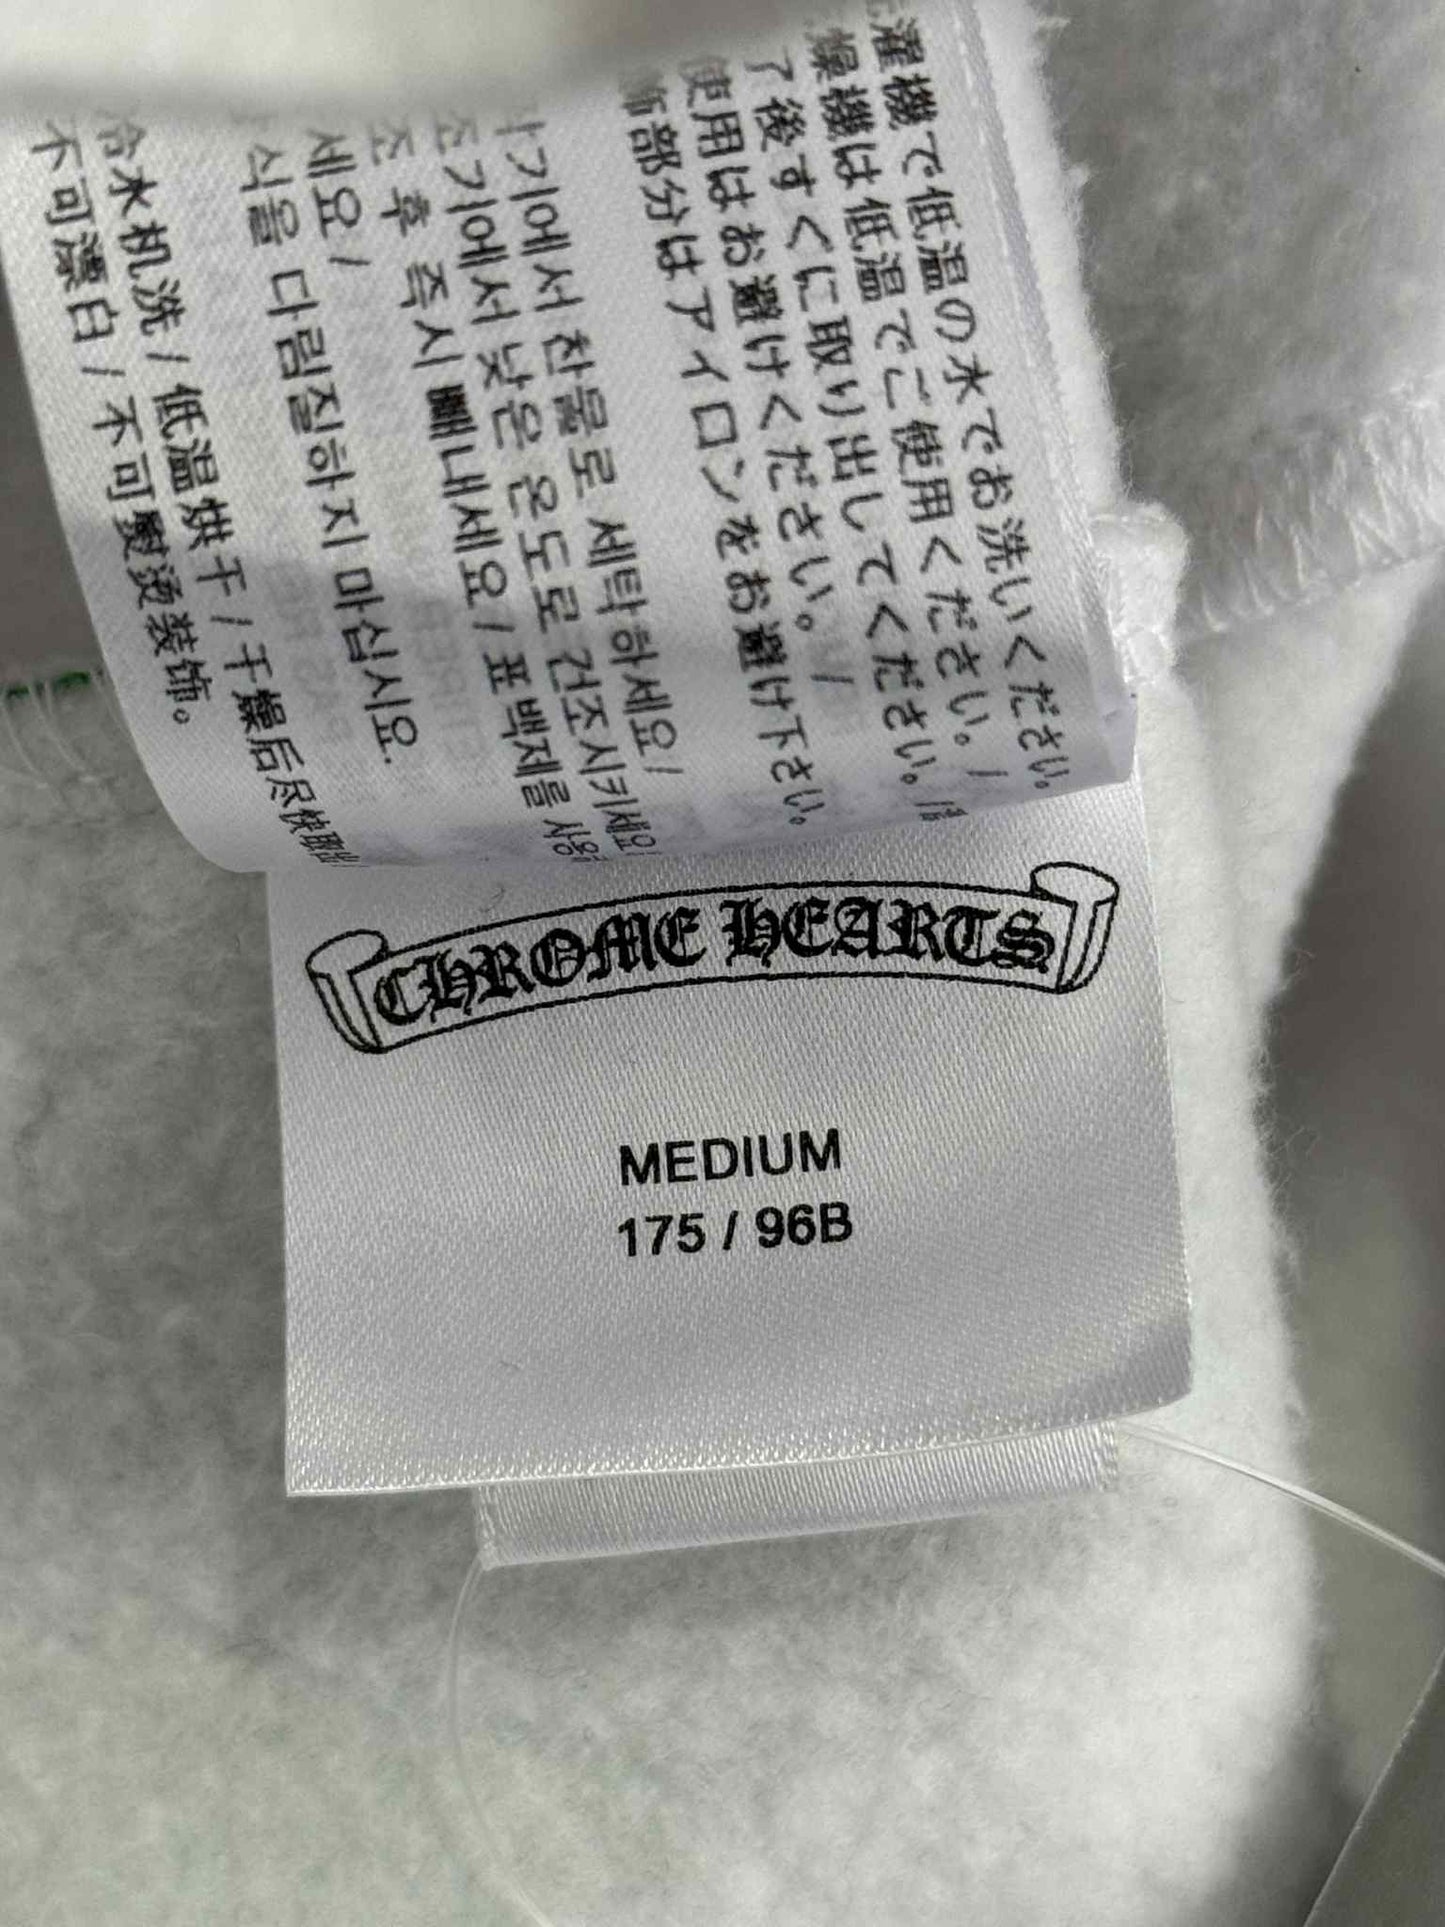 濯機で低温の水でお洗いください。
燥機は低温でご使用ください。/
了後すぐに取り出してください。/
使用はお避けください。/
飾部分はアイロンをお避け下さい。
기에서 찬물로 세탁하세요/
기에서 낮은 온도로 건조시키세요/
후 즉시 빼내세요 / 표백제를 사용
세요 /
식을 다림질하지 마십시요.
冷水机洗 / 低温烘干 / 干燥后尽快取出
不可漂白 / 不可熨烫装饰。
CHROME HEARTS
MEDIUM
175 / 96B